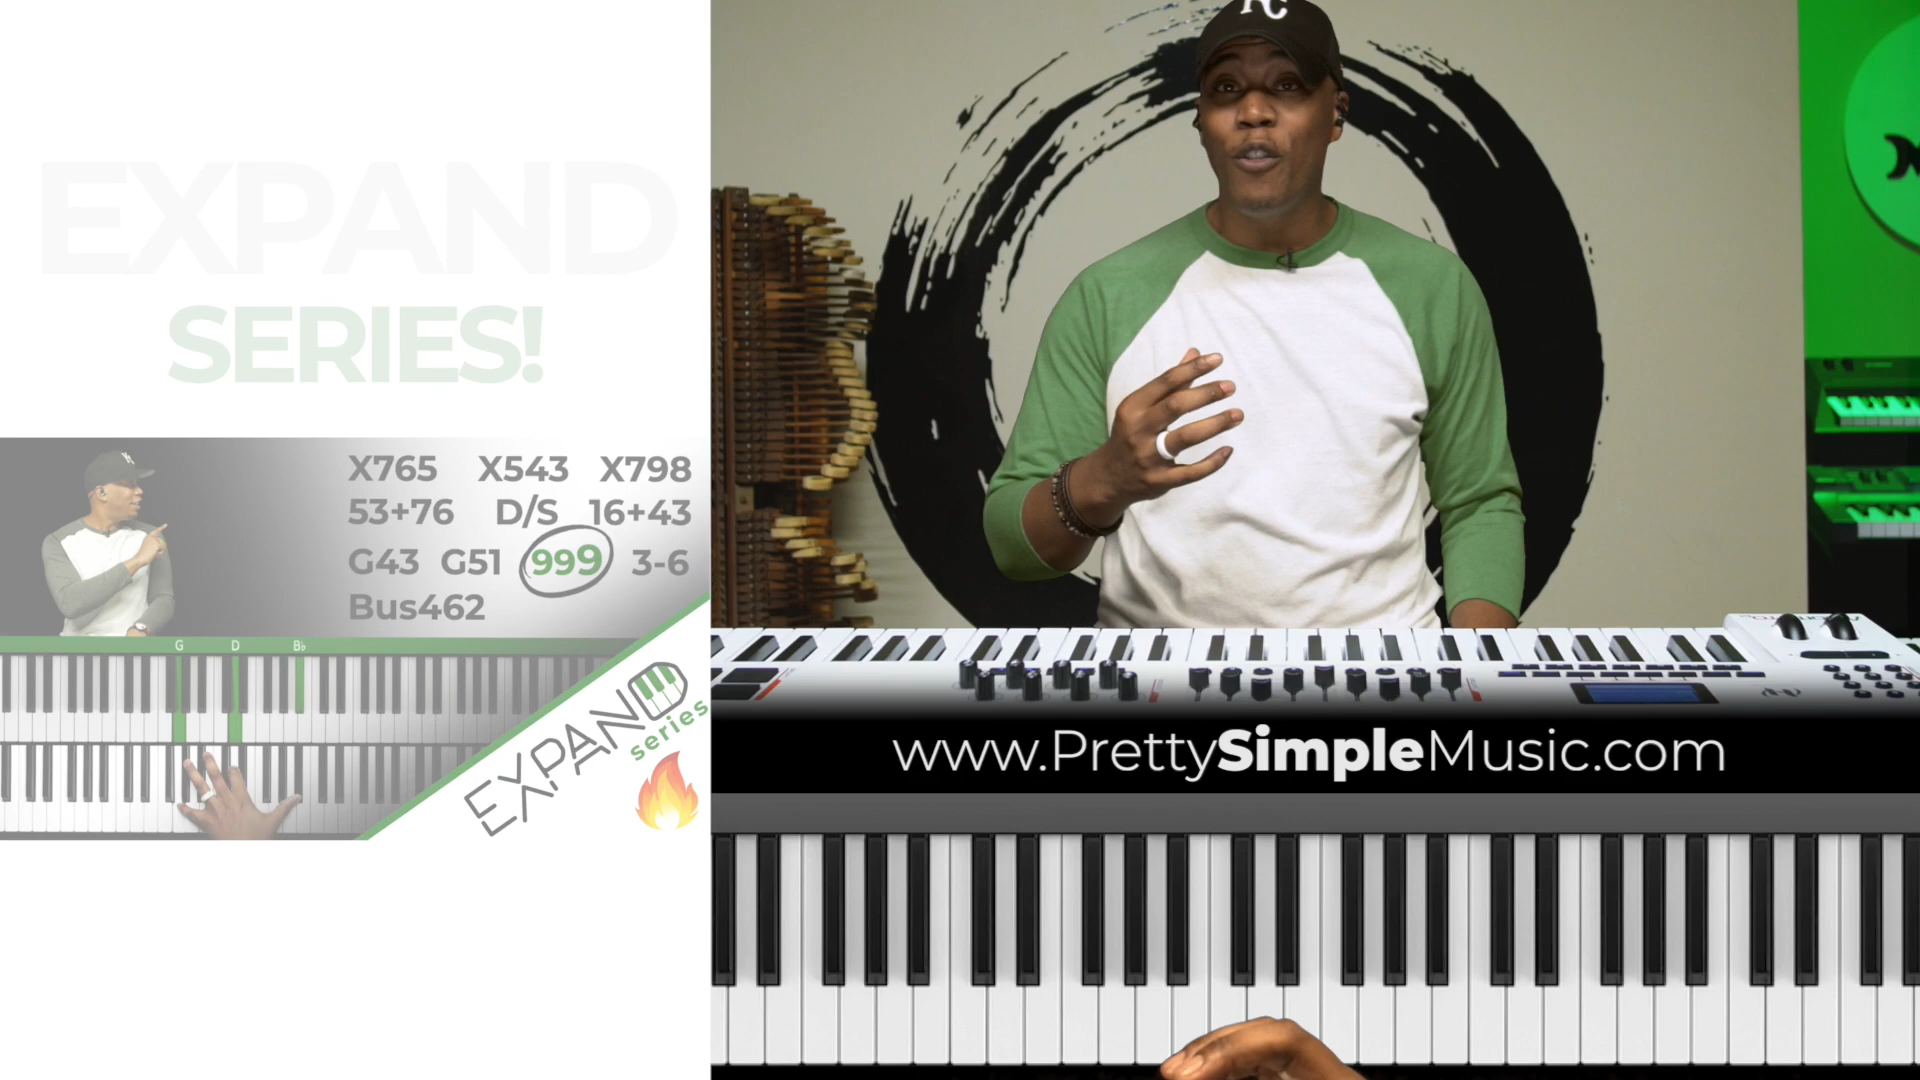 EXPAND
SERIES!
X765 X543 X798
53+76 D/S 16+43
G43 G51 999 3-6
Bus462
G D B♭
EXPAND
series
KC
www.PrettySimpleMusic.com